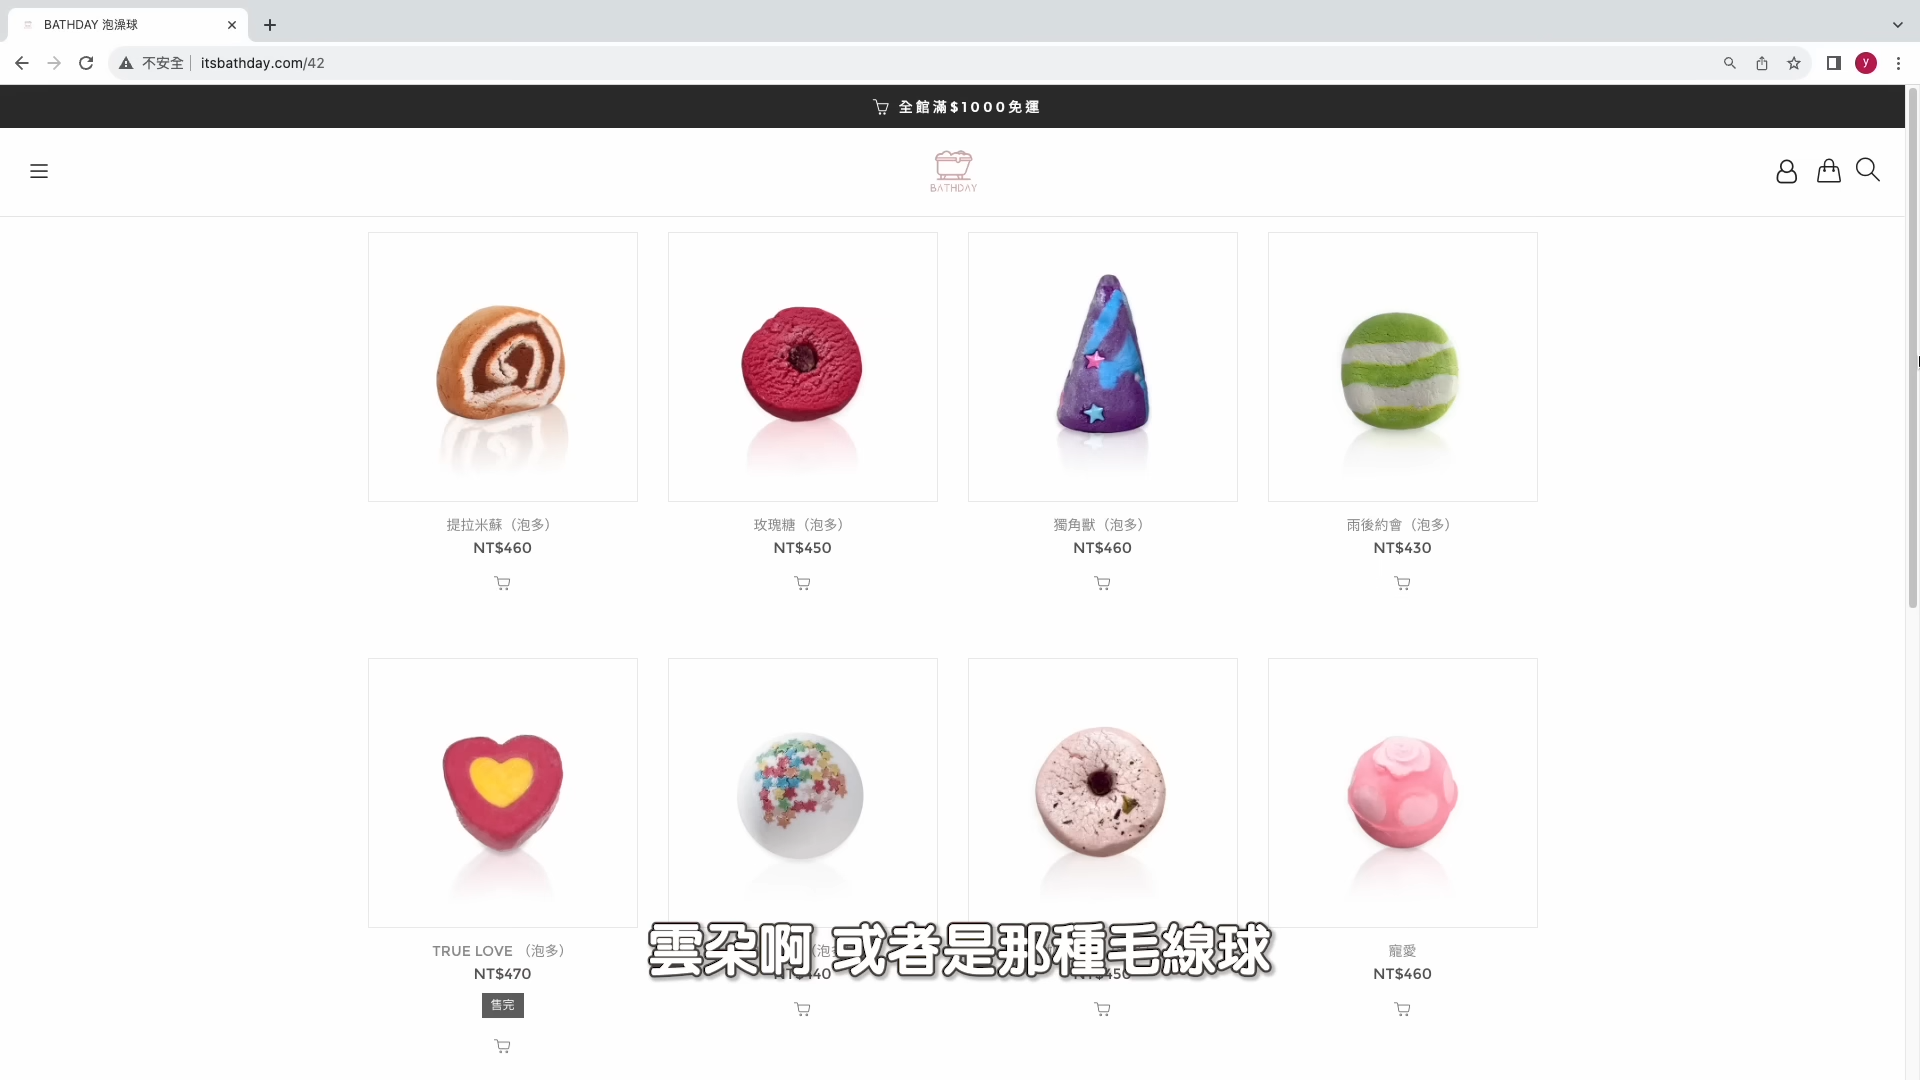 BATHDAY 泡澡球
不安全
itsbathday.com/42
y
全館滿$1000免運
BATHDAY
提拉米蘇（泡多）
玫瑰糖（泡多）
獨角獸（泡多）
雨後約會（泡多）
NT$460
NT$450
NT$460
NT$430
TRUE LOVE （泡多）
寵愛
NT$470
NT$450
NT$460
雲朵啊 或者是那種毛線球
售完